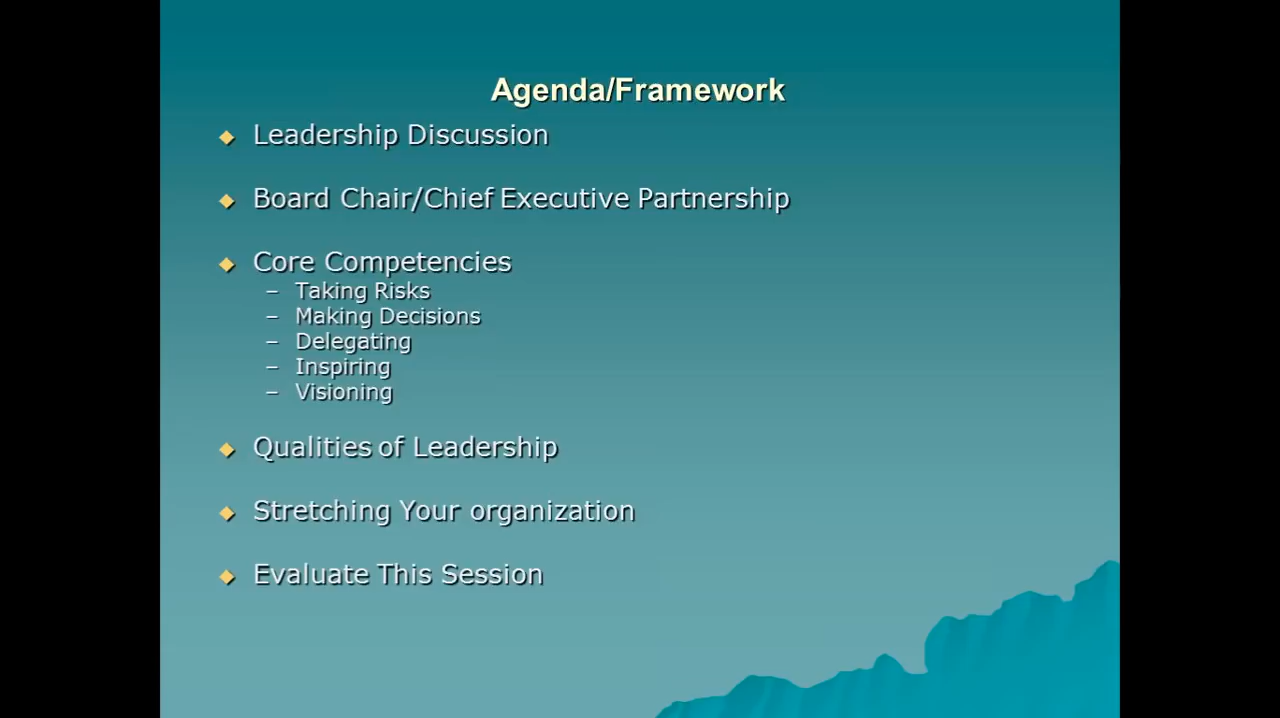 Agenda/Framework
◆ Leadership Discussion
◆ Board Chair/Chief Executive Partnership
◆ Core Competencies
– Taking Risks
– Making Decisions
– Delegating
– Inspiring
– Visioning
◆ Qualities of Leadership
◆ Stretching Your organization
◆ Evaluate This Session